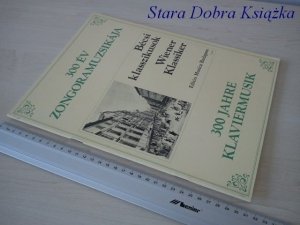 Stara Dobra Książka
300 ÉV
ZONGORAMUZSIKÁJA
Bécsi
klasszikusok
Wiener
Klassiker
Editio Musica Budapest
300 JAHRE
KLAVIERMUSIK